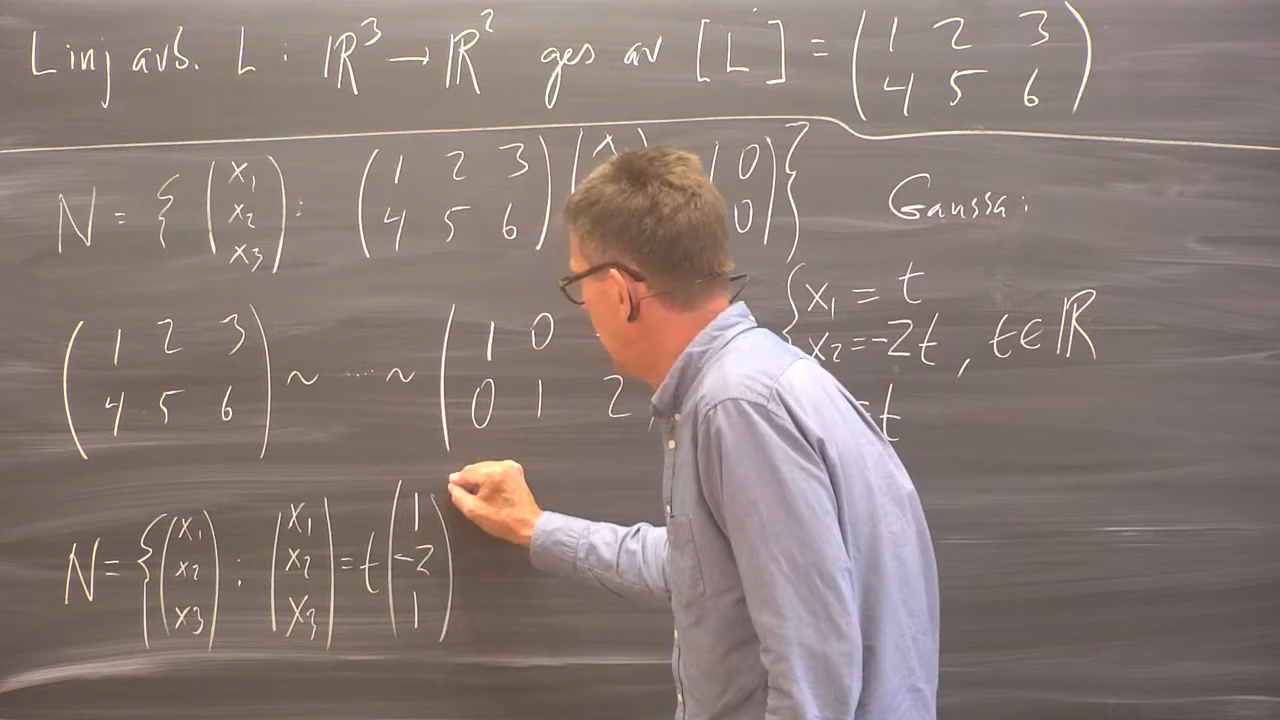 Linj avb. L : ℝ³ → ℝ² ges av [L] = (1 2 3
4 5 6)
N = { (x₁
x₂
x₃) : (1 2 3
4 5 6) (x 0)}
0
Gaussa:
(1 2 3
4 5 6) ~ ... ~ (1 0
0 1 2
{x₁ = t
x₂ = -2t , t ∈ ℝ
= t
N = { (x₁
x₂
x₃) : (x₁
x₂
x₃) = t (1
-2
1)